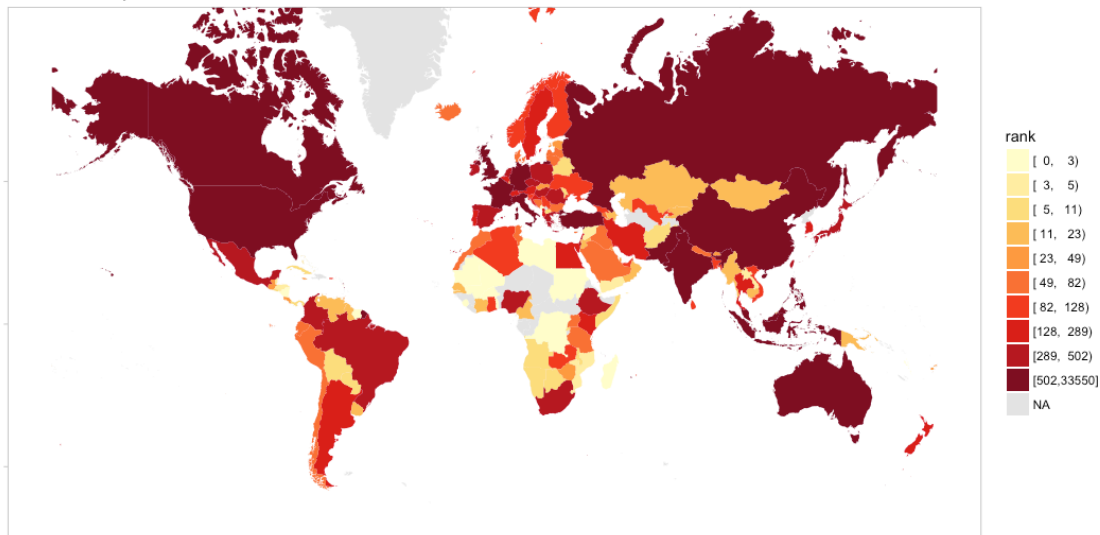 rank
[ 0, 3)
[ 3, 5)
[ 5, 11)
[ 11, 23)
[ 23, 49)
[ 49, 82)
[ 82, 128)
[128, 289)
[289, 502)
[502,33550]
NA